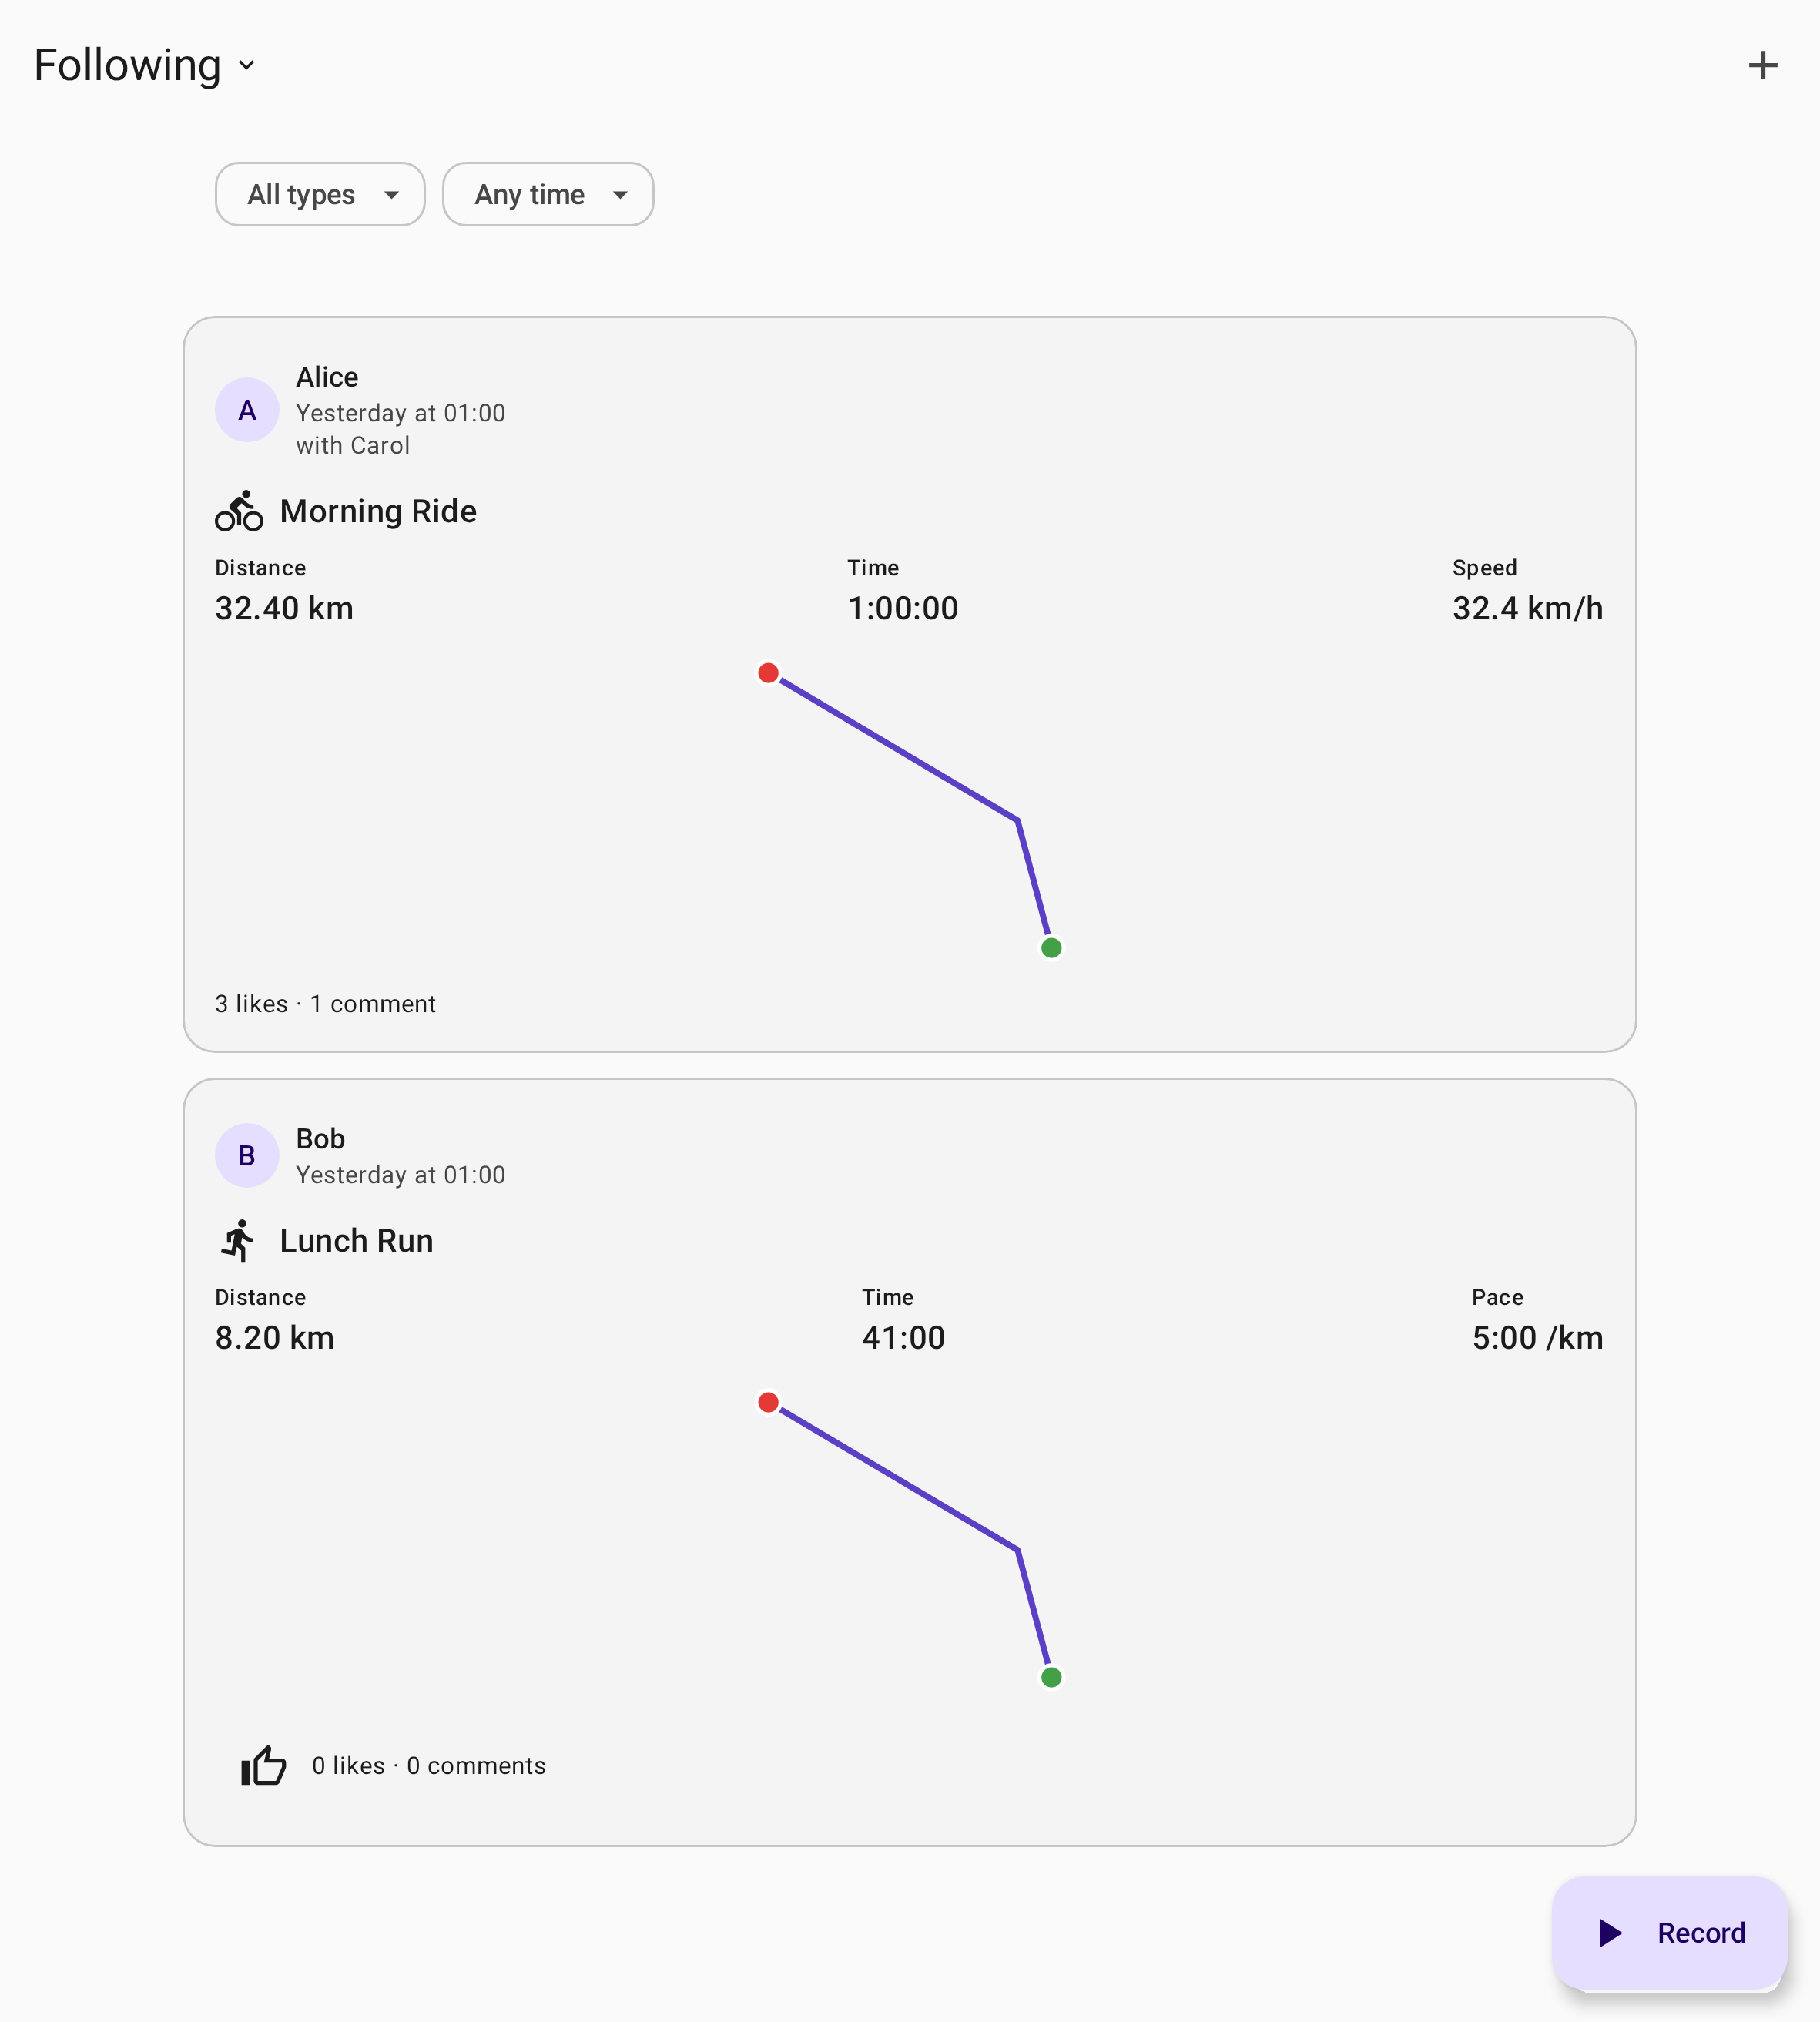 Following
All types
Any time
A
Alice
Yesterday at 01:00
with Carol
Morning Ride
Distance
Time
Speed
32.40 km
1:00:00
32.4 km/h
3 likes · 1 comment
B
Bob
Yesterday at 01:00
Lunch Run
Distance
Time
Pace
8.20 km
41:00
5:00 /km
0 likes · 0 comments
Record